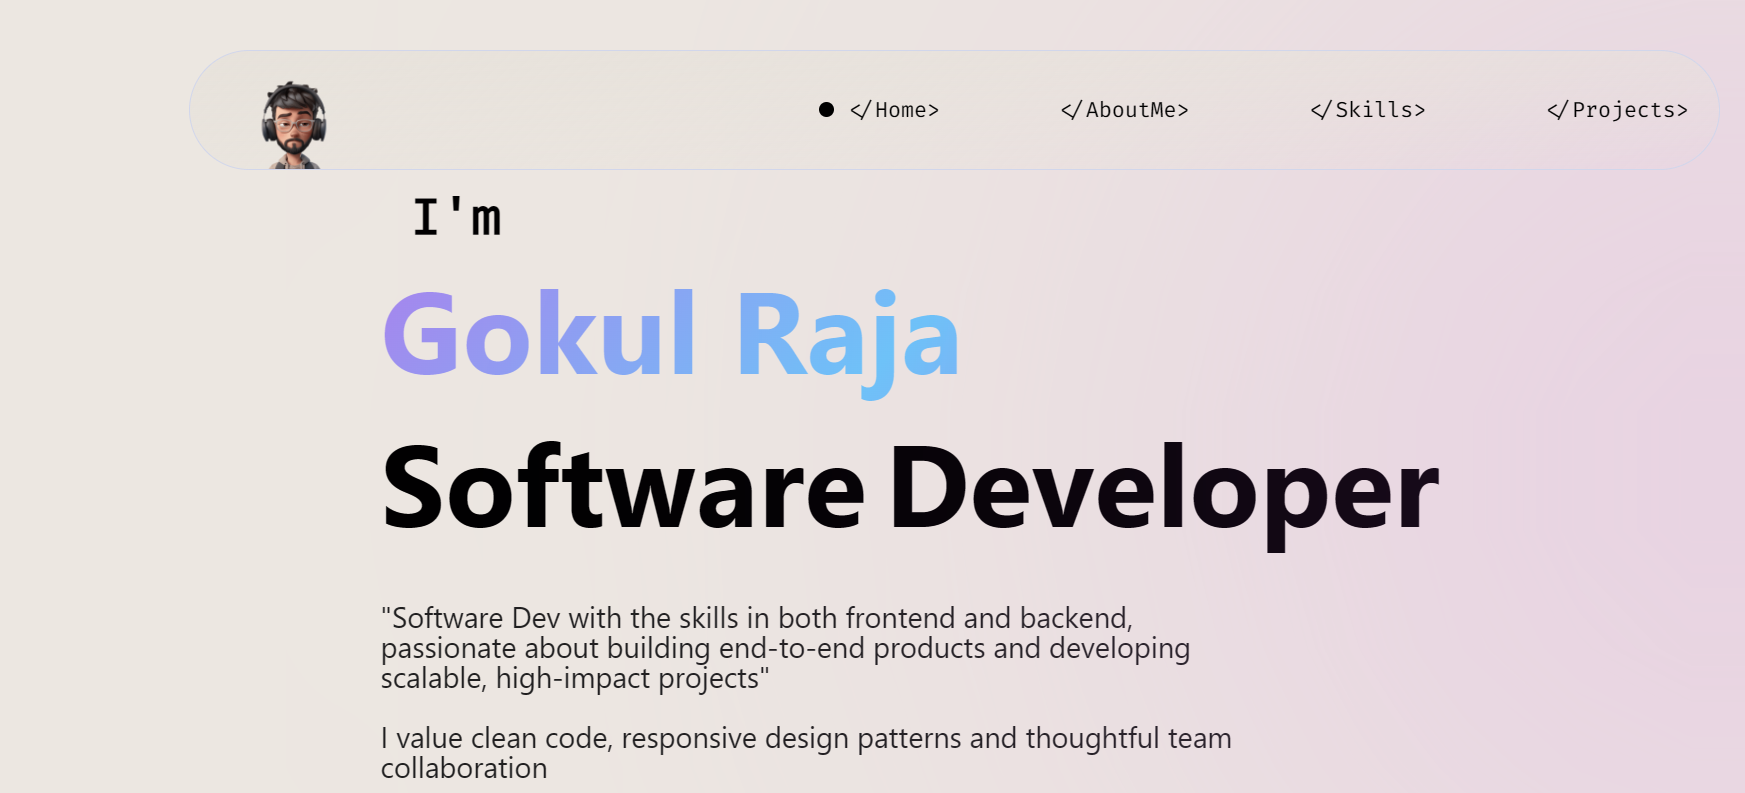 </Home> </AboutMe> </Skills> </Projects>
I'm
Gokul Raja
Software Developer
"Software Dev with the skills in both frontend and backend,
passionate about building end-to-end products and developing
scalable, high-impact projects"
I value clean code, responsive design patterns and thoughtful team
collaboration